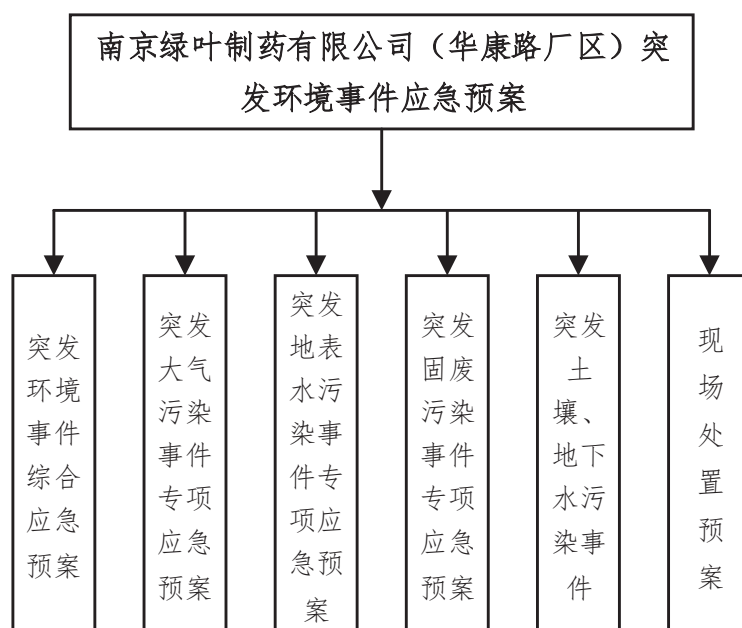 南京绿叶制药有限公司（华康路厂区）突
发环境事件应急预案
突发
环境
事件
综合
应急
预案
突发
大气
污染
事件
专项
应急
预案
突发
地表
水污
染事
件专
项应
急预
案
突发
固废
污染
事件
专项
应急
预案
突发
土
壤、
地下
水污
染事
件
现
场
处
置
预
案